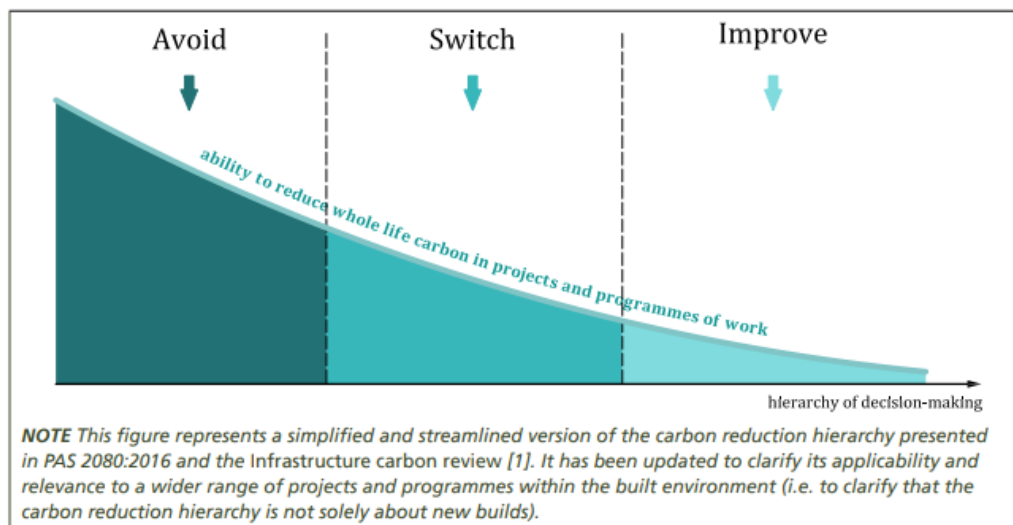 Avoid
Switch
Improve
ability to reduce whole life carbon in projects and programmes of work
hierarchy of decision-making
NOTE This figure represents a simplified and streamlined version of the carbon reduction hierarchy presented
in PAS 2080:2016 and the Infrastructure carbon review [1]. It has been updated to clarify its applicability and
relevance to a wider range of projects and programmes within the built environment (i.e. to clarify that the
carbon reduction hierarchy is not solely about new builds).